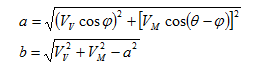 a = √((V_V cos φ)² + [V_M cos(θ − φ)]²)
b = √(V_V² + V_M² − a²)